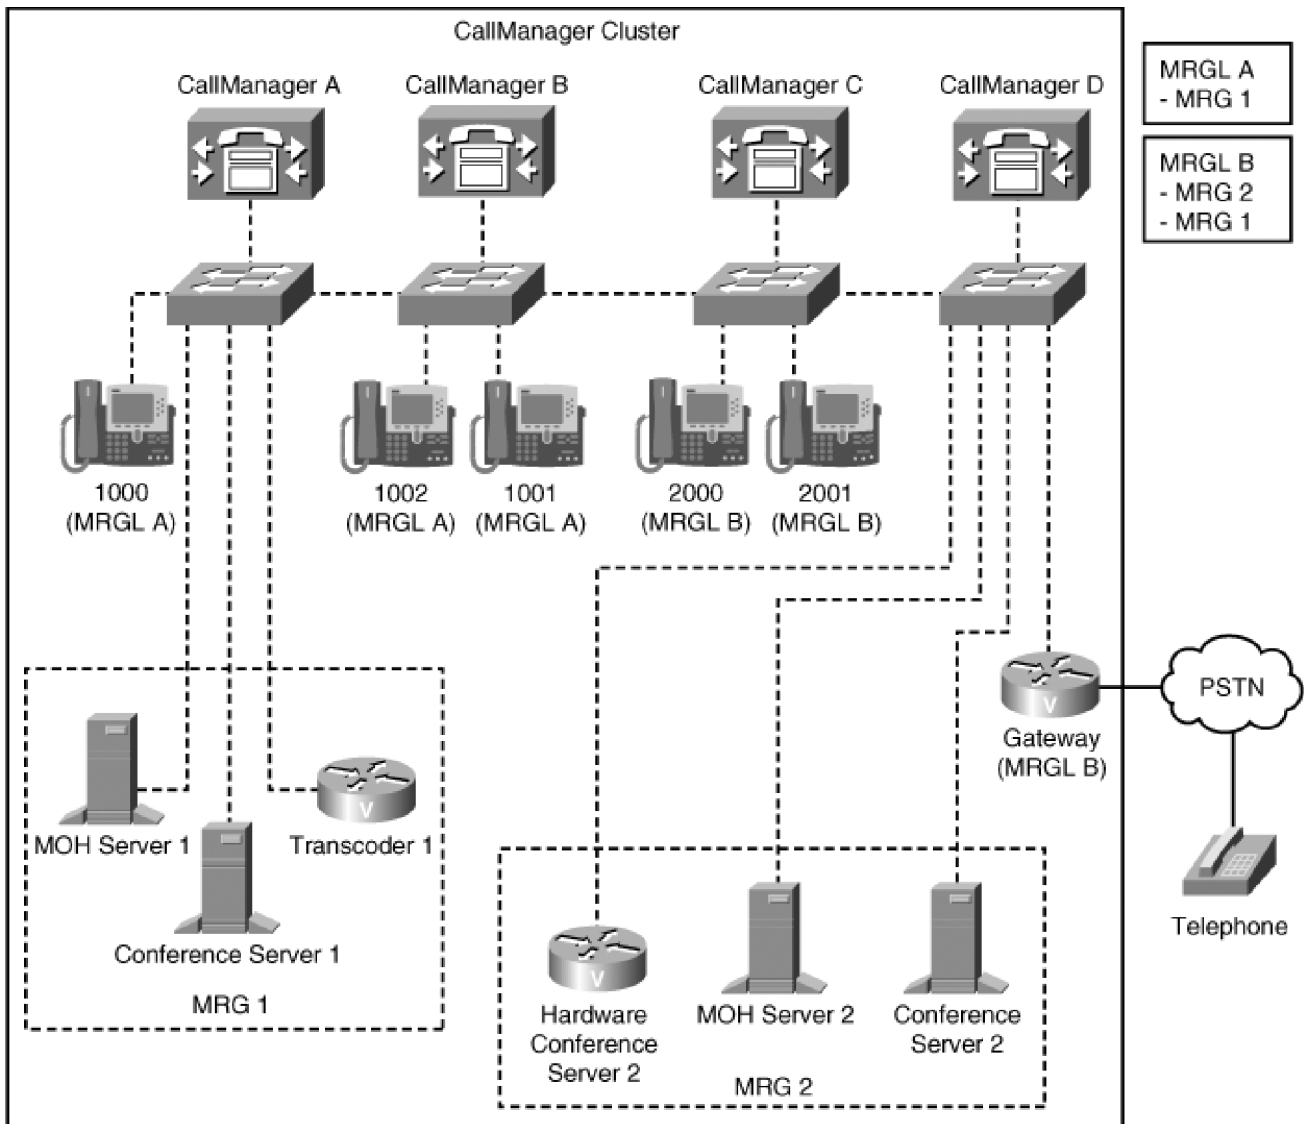 CallManager Cluster
CallManager A
CallManager B
CallManager C
CallManager D
MRGL A
- MRG 1
MRGL B
- MRG 2
- MRG 1
1000
(MRGL A)
1002
(MRGL A)
1001
(MRGL A)
2000
(MRGL B)
2001
(MRGL B)
V
Gateway
(MRGL B)
PSTN
Telephone
MOH Server 1
V
Transcoder 1
Conference Server 1
MRG 1
V
Hardware
Conference
Server 2
MOH Server 2
Conference
Server 2
MRG 2